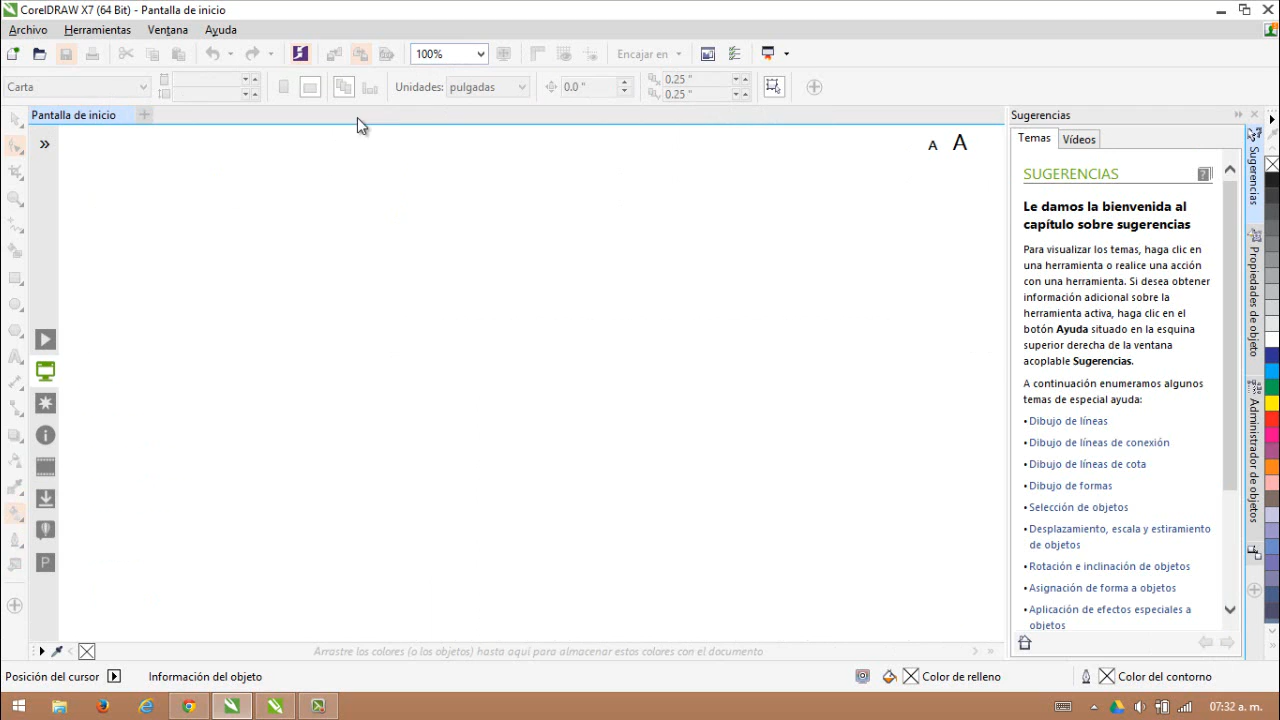 CorelDRAW X7 (64 Bit) - Pantalla de inicio
Archivo Herramientas Ventana Ayuda
100% Encajar en
Carta Unidades: pulgadas 0.0 " 0.25 "
0.25 "
Pantalla de inicio
A A
Sugerencias
Temas Vídeos
SUGERENCIAS
Le damos la bienvenida al
capítulo sobre sugerencias
Para visualizar los temas, haga clic en
una herramienta o realice una acción
con una herramienta. Si desea obtener
información adicional sobre la
herramienta activa, haga clic en el
botón Ayuda situado en la esquina
superior derecha de la ventana
acoplable Sugerencias.
A continuación enumeramos algunos
temas de especial ayuda:
• Dibujo de líneas
• Dibujo de líneas de conexión
• Dibujo de líneas de cota
• Dibujo de formas
• Selección de objetos
• Desplazamiento, escala y estiramiento
de objetos
• Rotación e inclinación de objetos
• Asignación de forma a objetos
• Aplicación de efectos especiales a
objetos
Sugerencias
Propiedades de objeto
Administrador de objetos
Arrastre los colores (o los objetos) hasta aquí para almacenar estos colores con el documento
Posición del cursor Información del objeto Color de relleno Color del contorno
07:32 a. m.